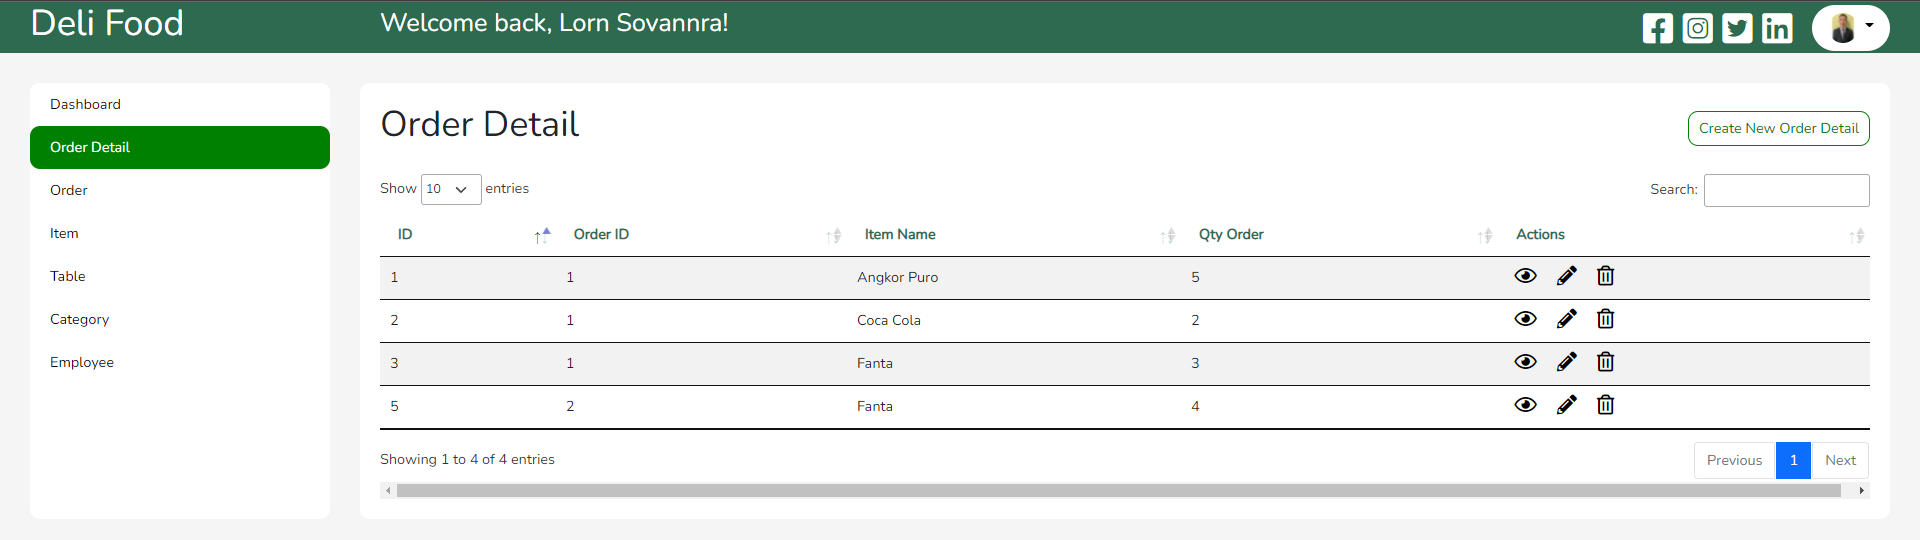 Deli Food
Welcome back, Lorn Sovannra!
Dashboard
Order Detail
Order
Item
Table
Category
Employee
Order Detail
Create New Order Detail
Show 10 entries
Search:
ID Order ID Item Name Qty Order Actions
1 1 Angkor Puro 5
2 1 Coca Cola 2
3 1 Fanta 3
5 2 Fanta 4
Showing 1 to 4 of 4 entries
Previous 1 Next